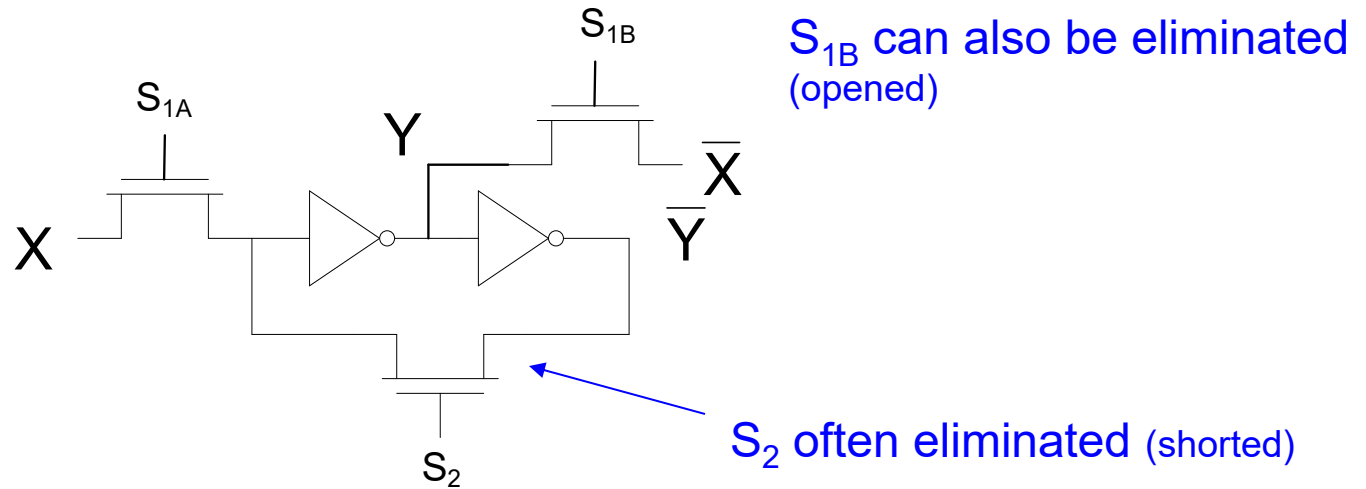 S1B
S1B can also be eliminated
(opened)
S1A
Y
X̅
X
Y̅
S2 often eliminated (shorted)
S2